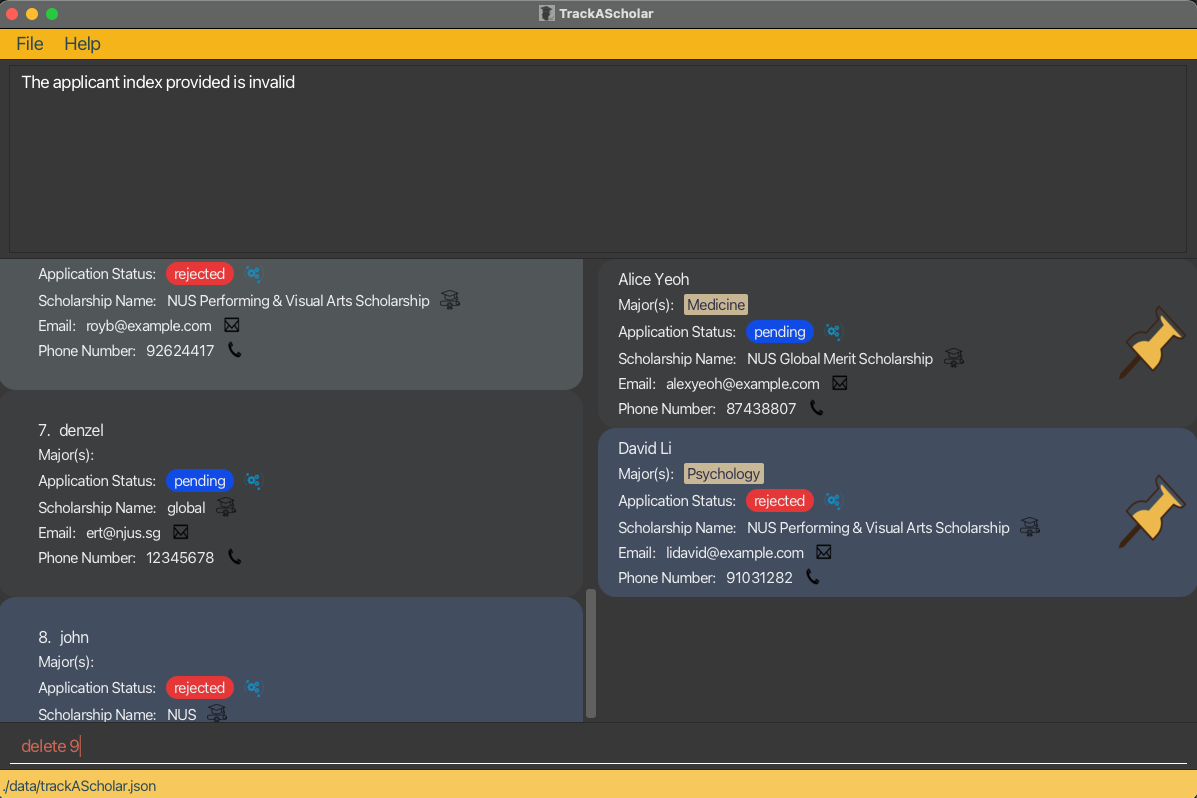 TrackAScholar
File Help
The applicant index provided is invalid
Application Status: rejected
Scholarship Name: NUS Performing & Visual Arts Scholarship
Email: royb@example.com
Phone Number: 92624417
7. denzel
Major(s):
Application Status: pending
Scholarship Name: global
Email: ert@njus.sg
Phone Number: 12345678
8. john
Major(s):
Application Status: rejected
Scholarship Name: NUS
Alice Yeoh
Major(s): Medicine
Application Status: pending
Scholarship Name: NUS Global Merit Scholarship
Email: alexyeoh@example.com
Phone Number: 87438807
David Li
Major(s): Psychology
Application Status: rejected
Scholarship Name: NUS Performing & Visual Arts Scholarship
Email: lidavid@example.com
Phone Number: 91031282
delete 9
./data/trackAScholar.json